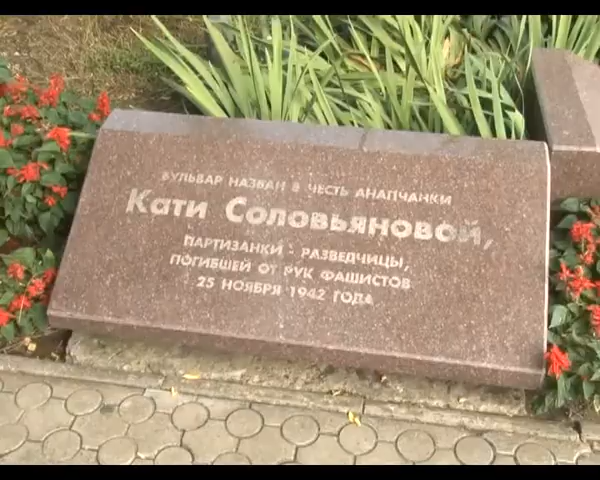 БУЛЬВАР НАЗВАН В ЧЕСТЬ АНАПЧАНКИ
КАТИ СОЛОВЬЯНОВОЙ,
ПАРТИЗАНКИ - РАЗВЕДЧИЦЫ,
ПОГИБШЕЙ ОТ РУК ФАШИСТОВ
25 НОЯБРЯ 1942 ГОДА